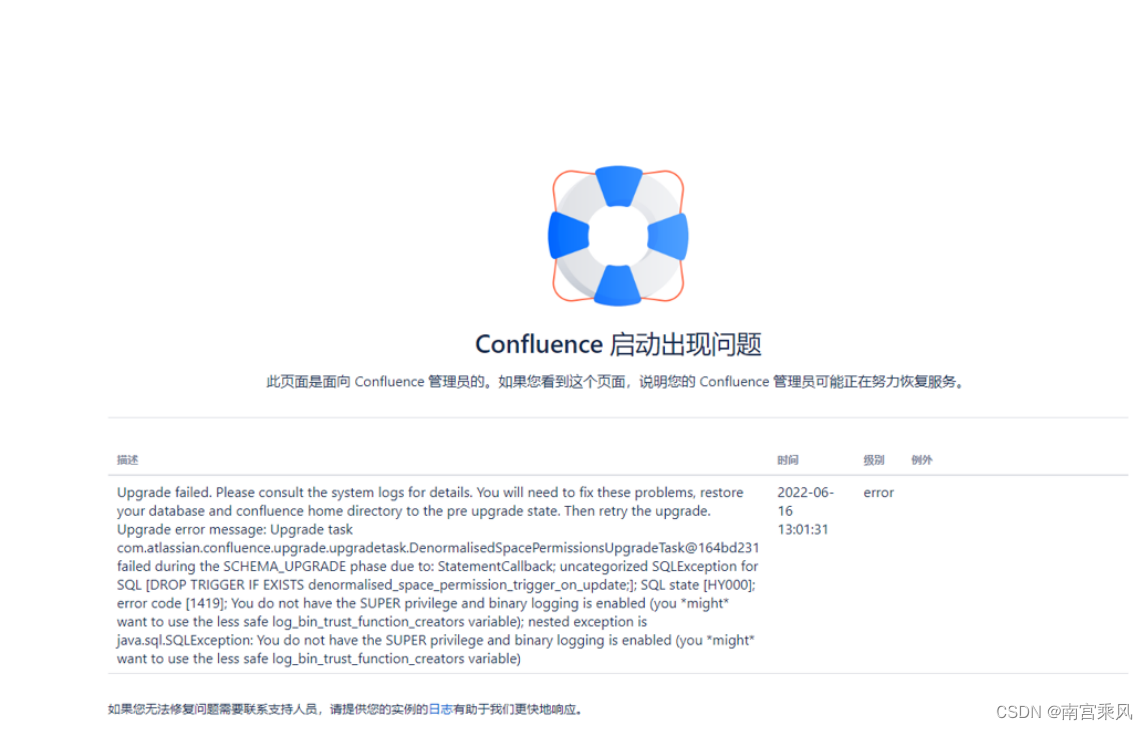 Confluence 启动出现问题
此页面是面向 Confluence 管理员的。如果您看到这个页面，说明您的 Confluence 管理员可能正在努力恢复服务。
描述 时间 级别 例外
Upgrade failed. Please consult the system logs for details. You will need to fix these problems, restore 2022-06- error
your database and confluence home directory to the pre upgrade state. Then retry the upgrade. 16
Upgrade error message: Upgrade task 13:01:31
com.atlassian.confluence.upgrade.upgradetask.DenormalisedSpacePermissionsUpgradeTask@164bd231
failed during the SCHEMA_UPGRADE phase due to: StatementCallback; uncategorized SQLException for
SQL [DROP TRIGGER IF EXISTS denormalised_space_permission_trigger_on_update;]; SQL state [HY000];
error code [1419]; You do not have the SUPER privilege and binary logging is enabled (you *might*
want to use the less safe log_bin_trust_function_creators variable); nested exception is
java.sql.SQLException: You do not have the SUPER privilege and binary logging is enabled (you *might*
want to use the less safe log_bin_trust_function_creators variable)
如果您无法修复问题需要联系支持人员，请提供您的实例的日志有助于我们更快地响应。
CSDN @南宫乘风